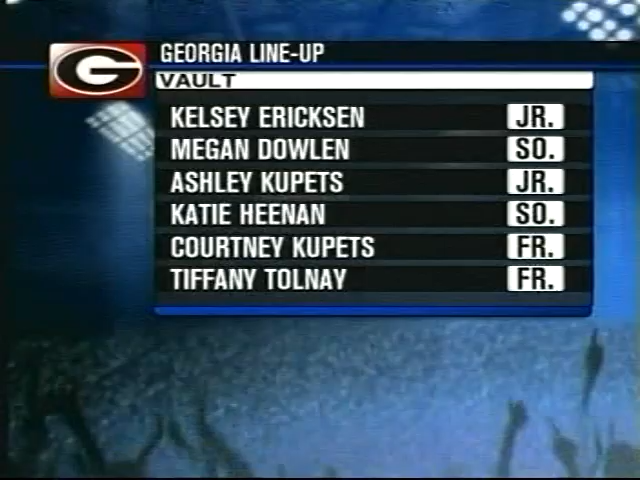 G
GEORGIA LINE-UP
VAULT
KELSEY ERICKSEN JR.
MEGAN DOWLEN SO.
ASHLEY KUPETS JR.
KATIE HEENAN SO.
COURTNEY KUPETS FR.
TIFFANY TOLNAY FR.